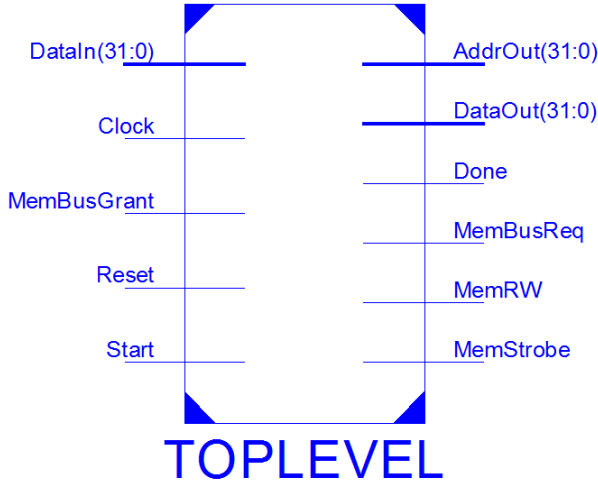 DataIn(31:0)
Clock
MemBusGrant
Reset
Start
AddrOut(31:0)
DataOut(31:0)
Done
MemBusReq
MemRW
MemStrobe
TOPLEVEL